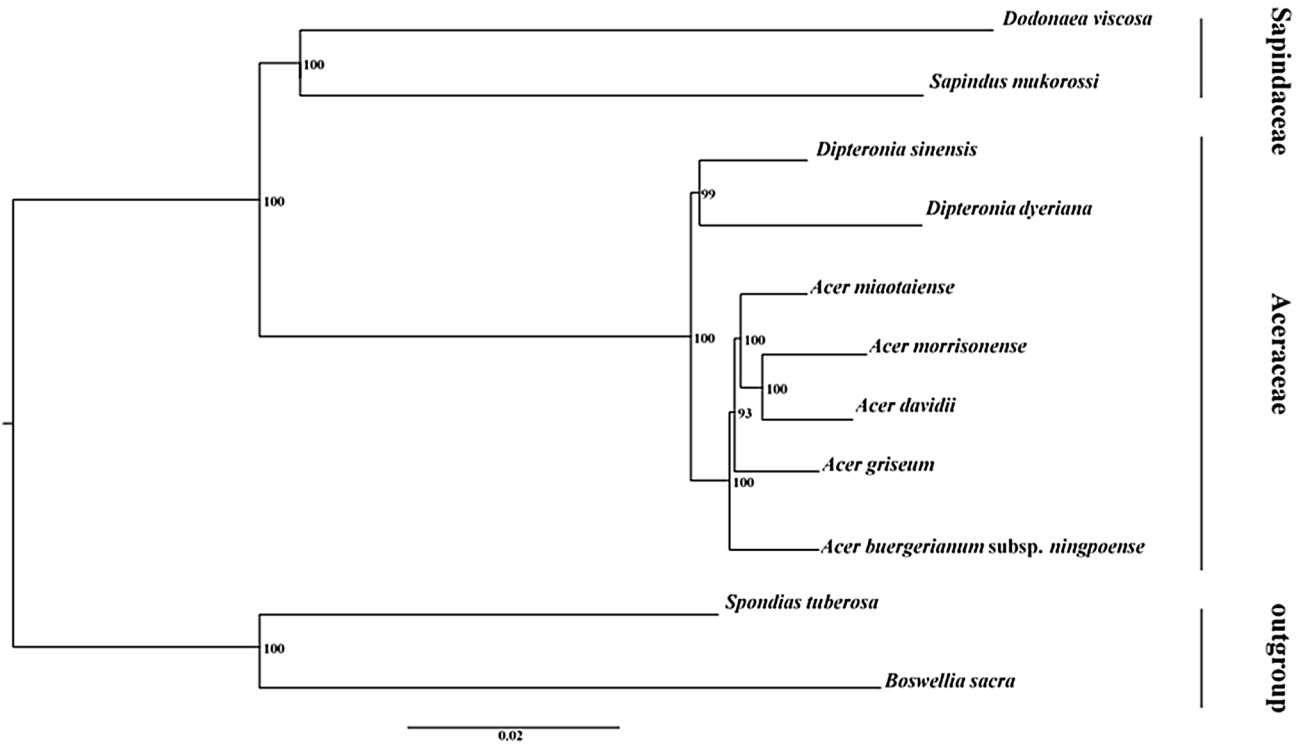 Dodonaea viscosa
100
Sapindus mukorossi
Sapindaceae
Dipteronia sinensis
99
100
Dipteronia dyeriana
Acer miaotaiense
100
100
Acer morrisonense
100
Acer davidii
93
Acer griseum
100
Acer buergerianum subsp. ningpoense
Aceraceae
Spondias tuberosa
100
Boswellia sacra
outgroup
0.02